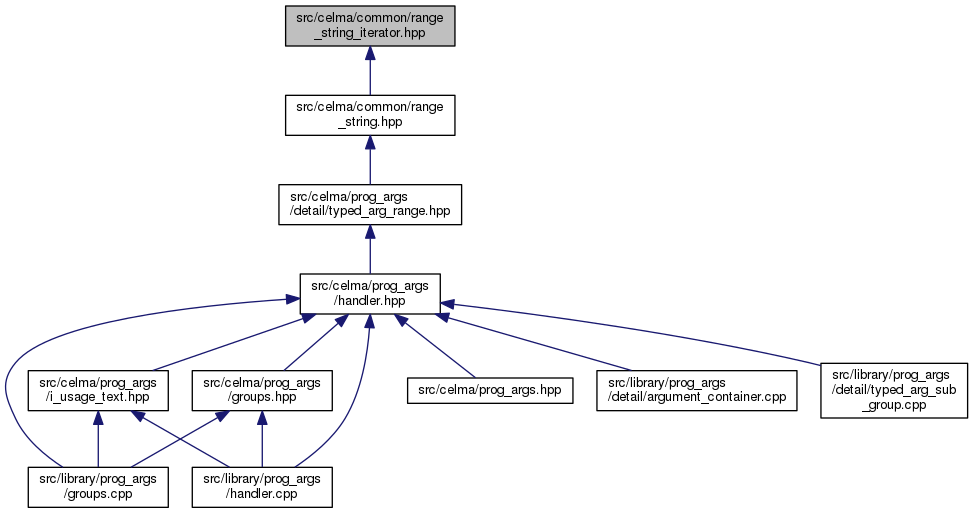 src/celma/common/range
_string_iterator.hpp
src/celma/common/range
_string.hpp
src/celma/prog_args
/detail/typed_arg_range.hpp
src/celma/prog_args
/handler.hpp
src/celma/prog_args
/i_usage_text.hpp
src/celma/prog_args
/groups.hpp
src/celma/prog_args.hpp
src/library/prog_args
/detail/argument_container.cpp
src/library/prog_args
/detail/typed_arg_sub
_group.cpp
src/library/prog_args
/groups.cpp
src/library/prog_args
/handler.cpp